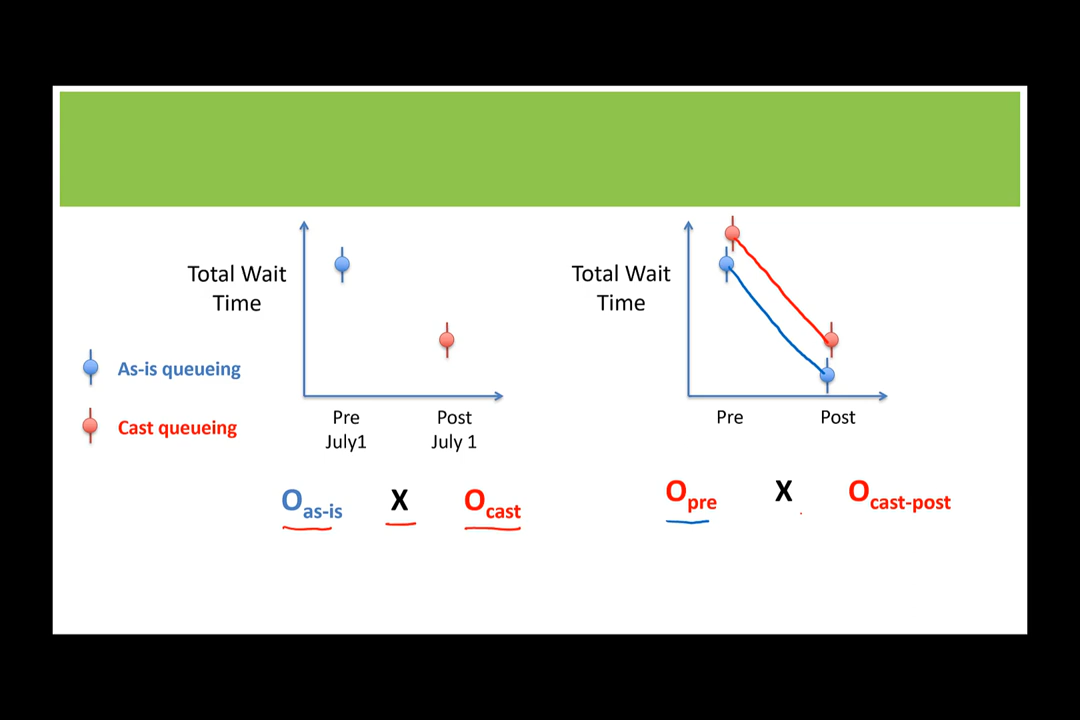 Total Wait
Time
As-is queueing
Cast queueing
Pre
July1
Post
July 1
O as-is X O cast
Total Wait
Time
Pre
Post
O pre X O cast-post